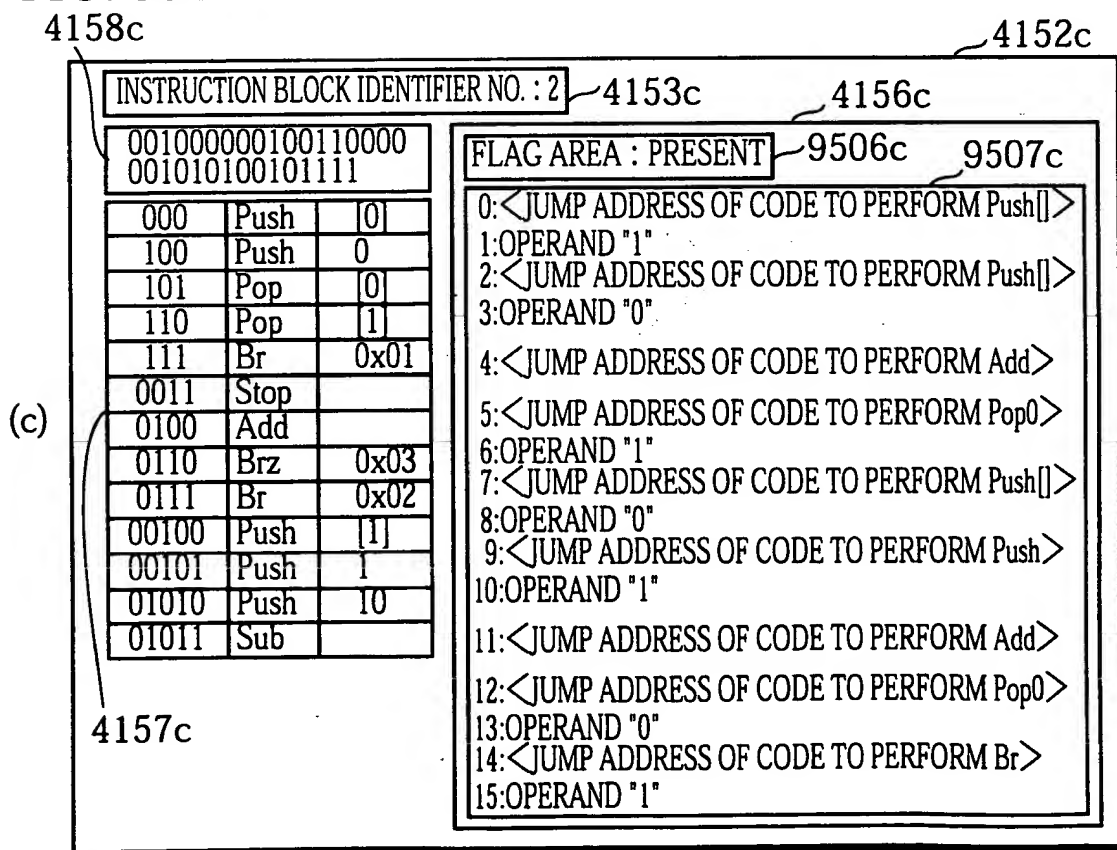 4158c
4152c
INSTRUCTION BLOCK IDENTIFIER NO. : 2
4153c
4156c
001000000100110000
001010100101111
FLAG AREA : PRESENT
9506c
9507c
000 Push [0]
100 Push 0
101 Pop [0]
110 Pop [1]
111 Br 0x01
0011 Stop
0100 Add
0110 Brz 0x03
0111 Br 0x02
00100 Push [1]
00101 Push 1
01010 Push 10
01011 Sub
(c)
4157c
0:<JUMP ADDRESS OF CODE TO PERFORM Push[]>
1:OPERAND "1"
2:<JUMP ADDRESS OF CODE TO PERFORM Push[]>
3:OPERAND "0"
4:<JUMP ADDRESS OF CODE TO PERFORM Add>
5:<JUMP ADDRESS OF CODE TO PERFORM Pop0>
6:OPERAND "1"
7:<JUMP ADDRESS OF CODE TO PERFORM Push[]>
8:OPERAND "0"
9:<JUMP ADDRESS OF CODE TO PERFORM Push>
10:OPERAND "1"
11:<JUMP ADDRESS OF CODE TO PERFORM Add>
12:<JUMP ADDRESS OF CODE TO PERFORM Pop0>
13:OPERAND "0"
14:<JUMP ADDRESS OF CODE TO PERFORM Br>
15:OPERAND "1"